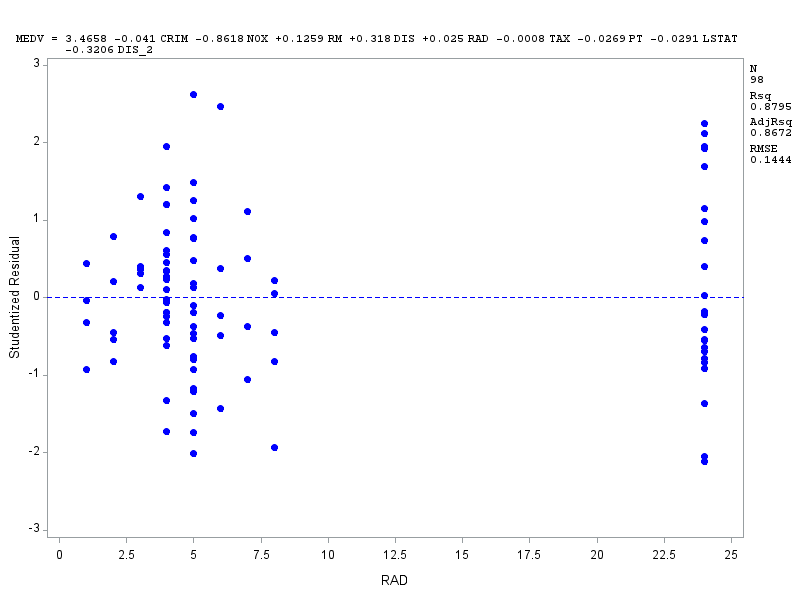 MEDV = 3.4658 -0.041 CRIM -0.8618 NOX +0.1259 RM +0.318 DIS +0.025 RAD -0.0008 TAX -0.0269 PT -0.0291 LSTAT
-0.3206 DIS_2
N
98
Rsq
0.8795
AdjRsq
0.8672
RMSE
0.1444
Studentized Residual
3
2
1
0
-1
-2
-3
0 2.5 5 7.5 10 12.5 15 17.5 20 22.5 25
RAD